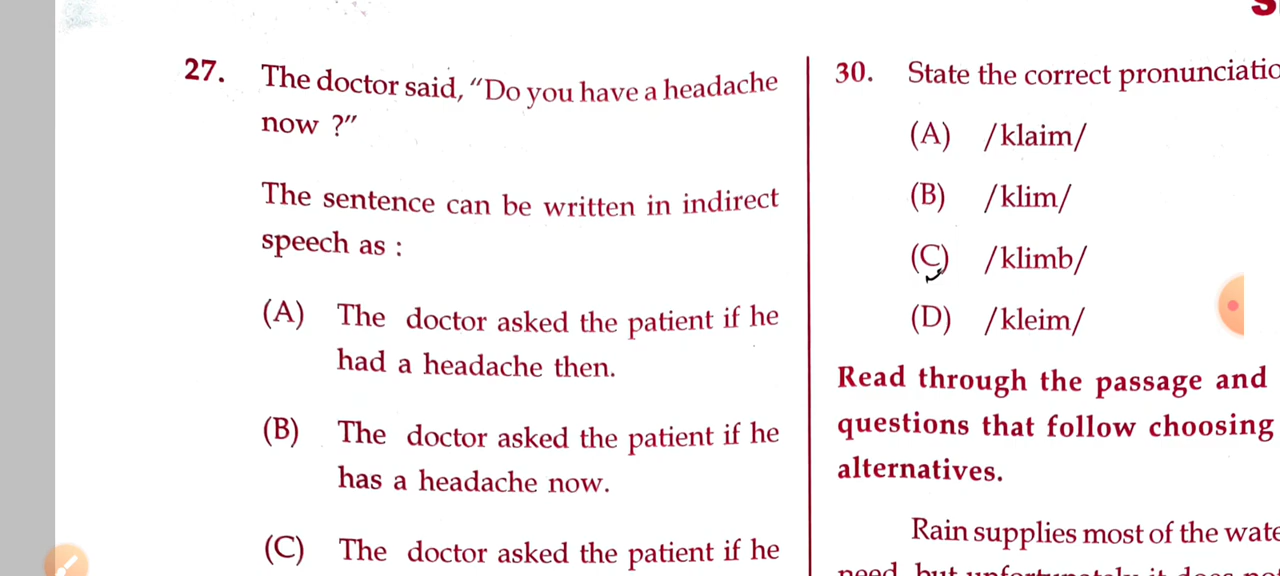 27. The doctor said, "Do you have a headache
now ?"
The sentence can be written in indirect
speech as :
(A) The doctor asked the patient if he
had a headache then.
(B) The doctor asked the patient if he
has a headache now.
(C) The doctor asked the patient if he
30. State the correct
(A) /klaim/
(B) /klim/
(C) /klimb/
(D) /kleim/
Read through the passage and
questions that follow choosing
alternatives.
Rain supplies most of the